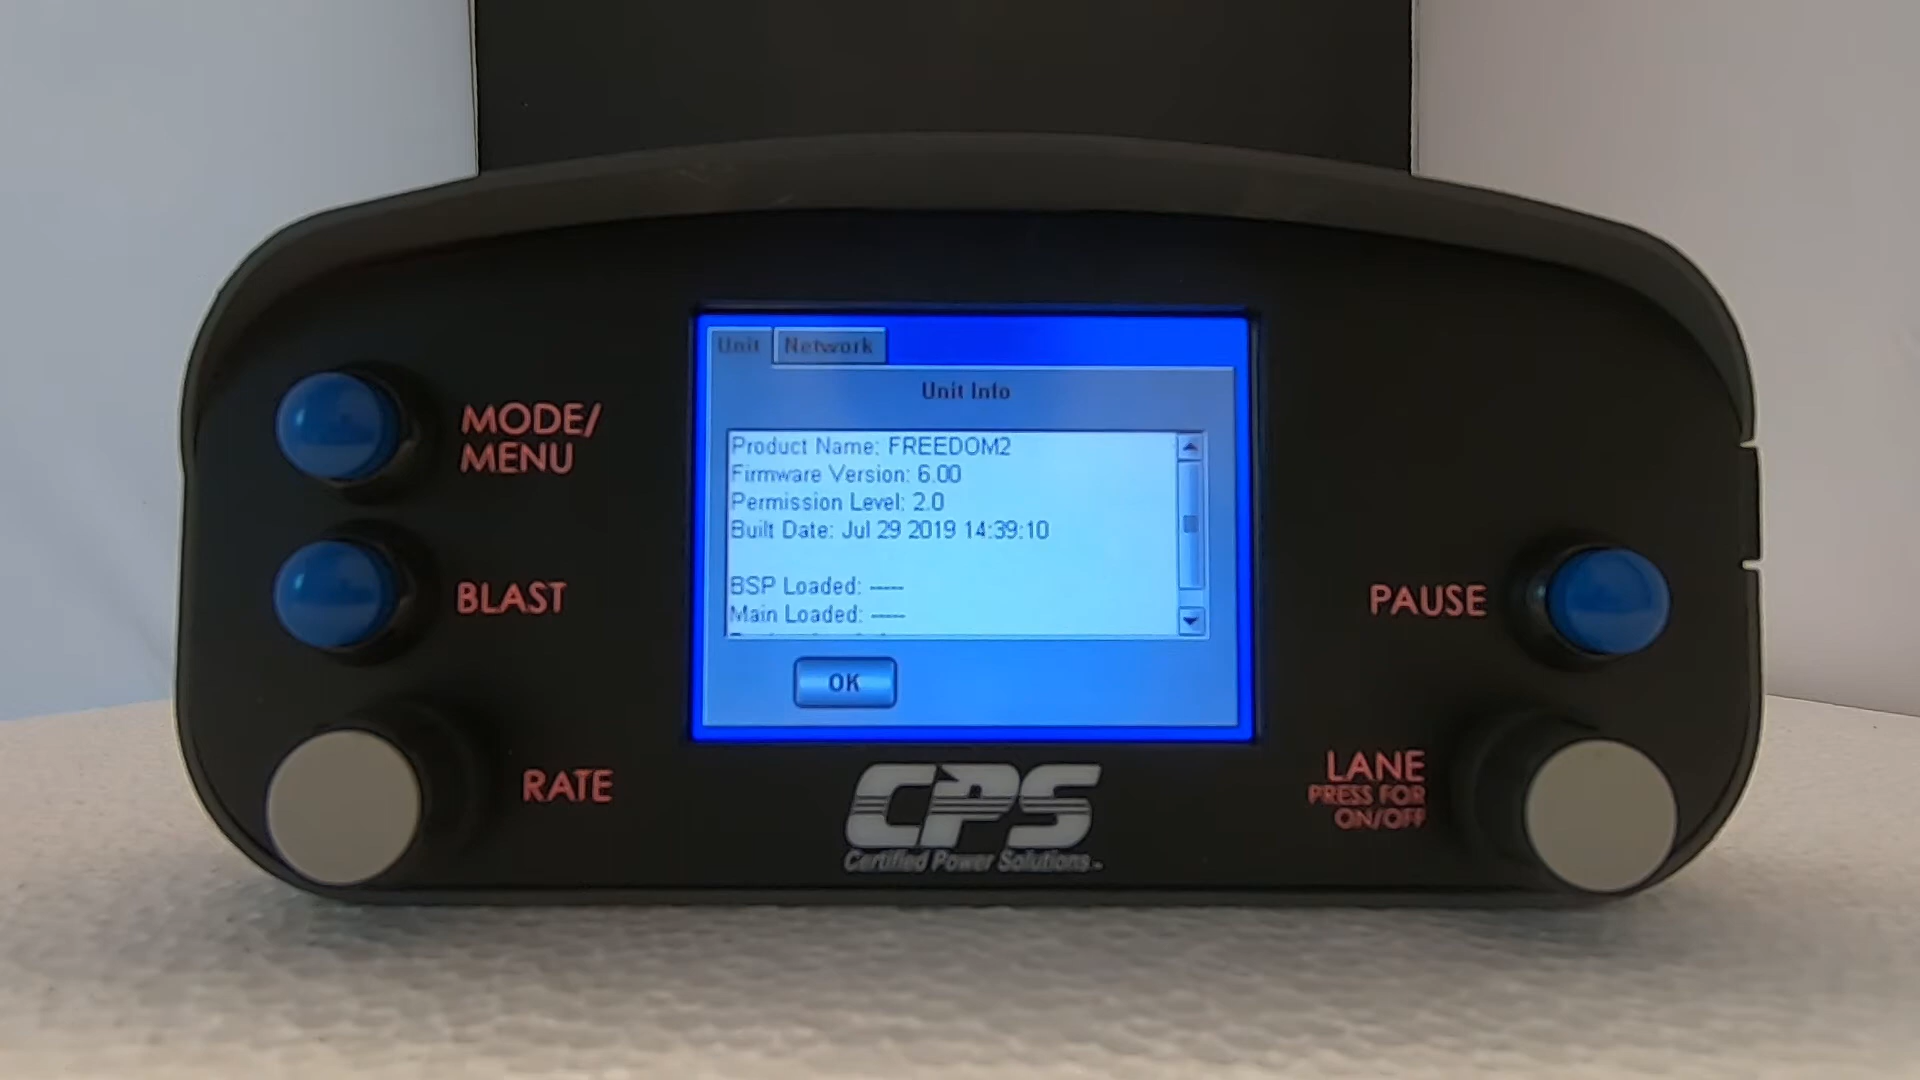 Unit Network
Unit Info
Product Name: FREEDOM2
Firmware Version: 6.00
Permission Level: 2.0
Built Date: Jul 29 2019 14:39:10
BSP Loaded: ----
Main Loaded: ----
OK
MODE/
MENU
BLAST
RATE
PAUSE
LANE
PRESS FOR
ON/OFF
CPS
Certified Power Solutions™